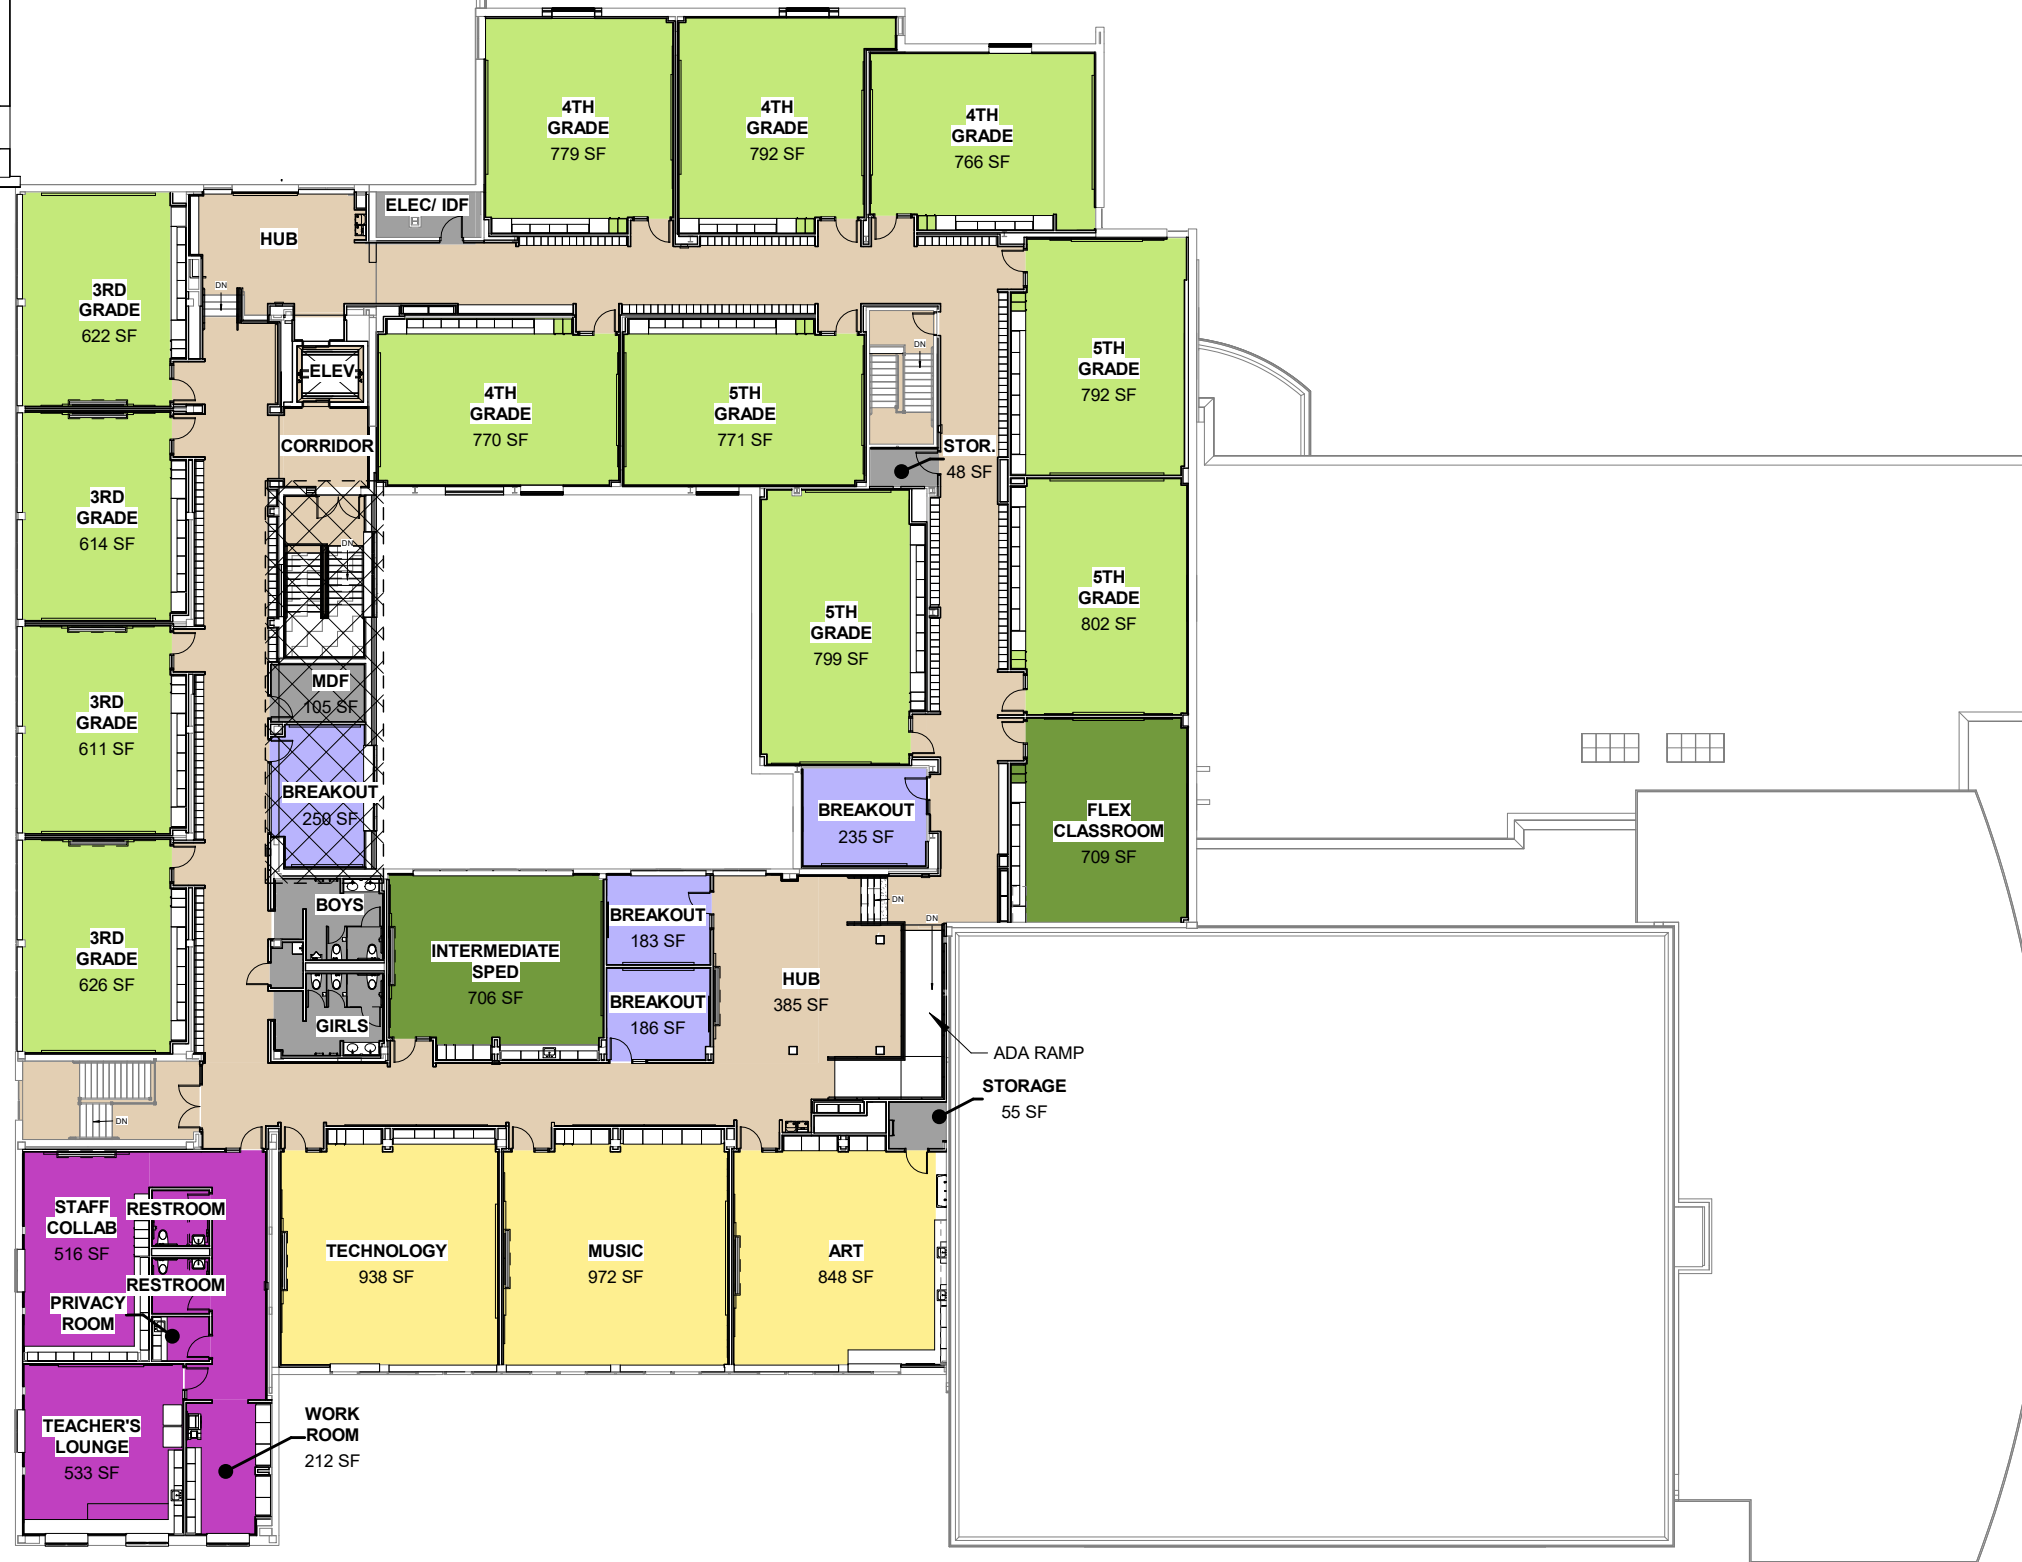 4TH
GRADE
779 SF
4TH
GRADE
792 SF
4TH
GRADE
766 SF
ELEC/ IDF
HUB
DN
3RD
GRADE
622 SF
ELEV.
CORRIDOR
4TH
GRADE
770 SF
5TH
GRADE
771 SF
DN
STOR.
48 SF
5TH
GRADE
792 SF
3RD
GRADE
614 SF
DN
5TH
GRADE
802 SF
5TH
GRADE
799 SF
MDF
105 SF
3RD
GRADE
611 SF
BREAKOUT
250 SF
BREAKOUT
235 SF
FLEX
CLASSROOM
709 SF
3RD
GRADE
626 SF
BOYS
GIRLS
INTERMEDIATE
SPED
706 SF
BREAKOUT
183 SF
BREAKOUT
186 SF
HUB
385 SF
DN
DN
ADA RAMP
STORAGE
55 SF
DN
STAFF
COLLAB
516 SF
RESTROOM
RESTROOM
PRIVACY
ROOM
TECHNOLOGY
938 SF
MUSIC
972 SF
ART
848 SF
TEACHER'S
LOUNGE
533 SF
WORK
ROOM
212 SF